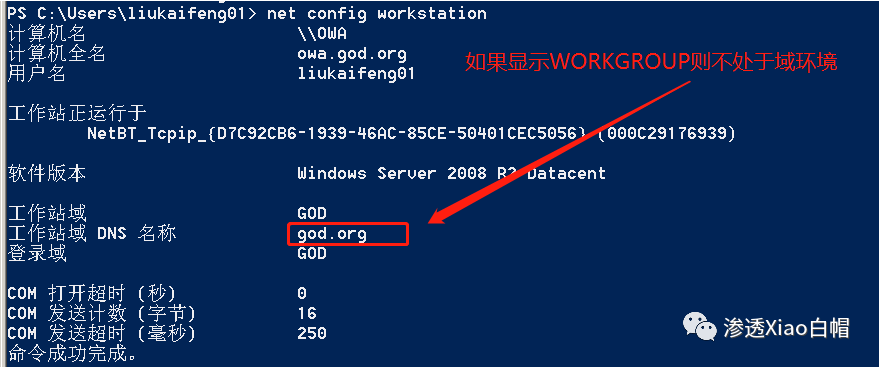 PS C:\Users\liukaifeng01> net config workstation
计算机名 \\OWA
计算机全名 owa.god.org
用户名 liukaifeng01
如果显示WORKGROUP则不处于域环境
工作站正运行于
NetBT_Tcpip_{D7C92CB6-1939-46AC-85CE-50401CEC5056} (000C29176939)
软件版本 Windows Server 2008 R2 Datacent
工作站域 GOD
工作站域 DNS 名称 god.org
登录域 GOD
COM 打开超时 (秒) 0
COM 发送计数 (字节) 16
COM 发送超时 (毫秒) 250
命令成功完成。
渗透Xiao白帽